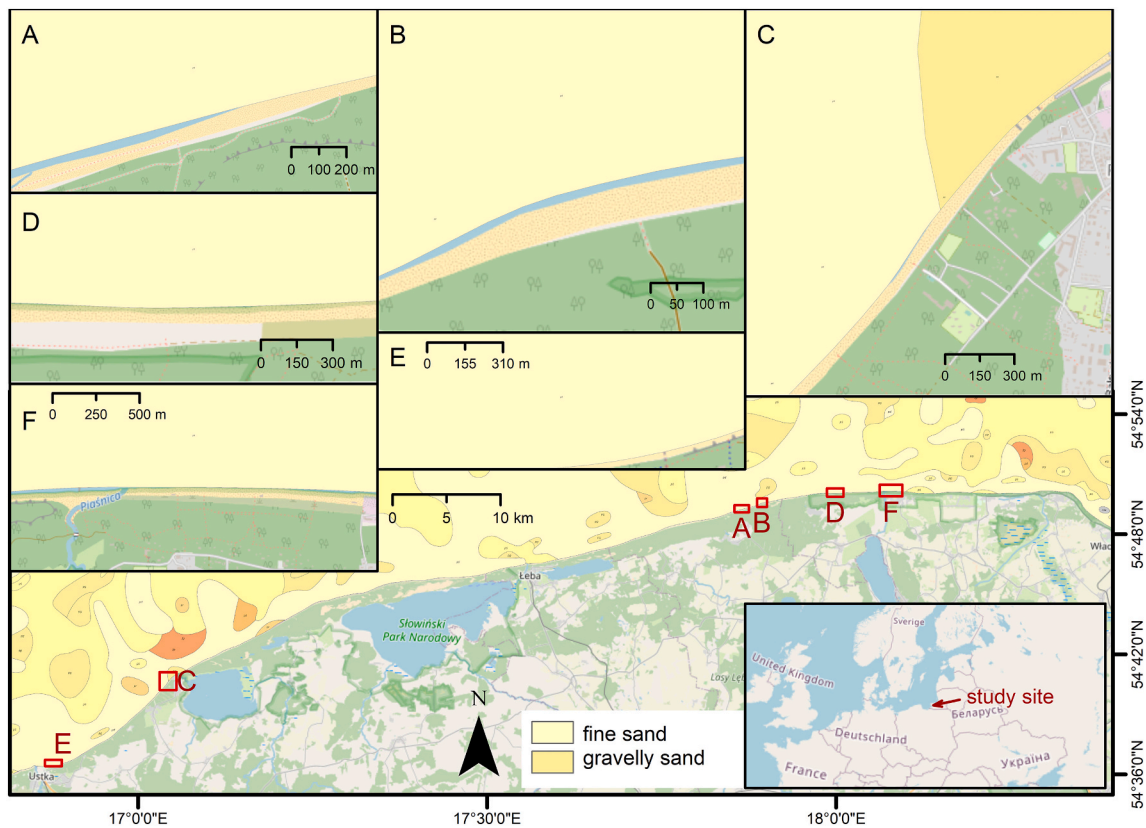 A
0 100 200 m
B
0 50 100 m
C
0 150 300 m
D
0 150 300 m
E
0 155 310 m
F
0 250 500 m
Piaśnica
0 5 10 km
A
B
D
F
C
E
Łeba
Słowiński
Park Narodowy
Ustka
N
fine sand
gravelly sand
Sverige
United Kingdom
study site
Беларусь
Deutschland
Україна
France
54°54'0"N
54°48'0"N
54°42'0"N
54°36'0"N
17°0'0"E
17°30'0"E
18°0'0"E